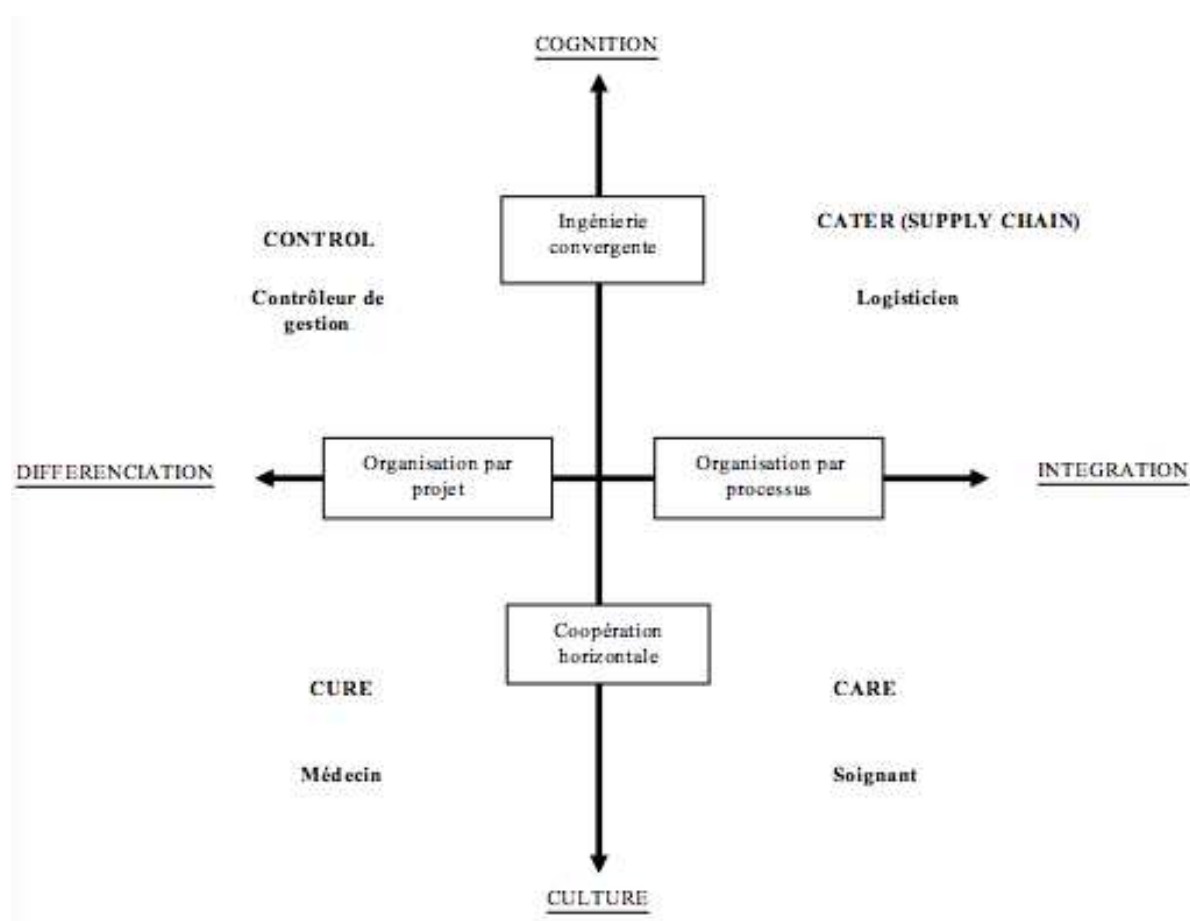 COGNITION
Ingénierie
convergente
CATER (SUPPLY CHAIN)
CONTROL
Contrôleur de
gestion
Logisticien
DIFFERENCIATION
Organisation par
projet
Organisation par
processus
INTEGRATION
Coopération
horizontale
CURE
CARE
Médecin
Soignant
CULTURE